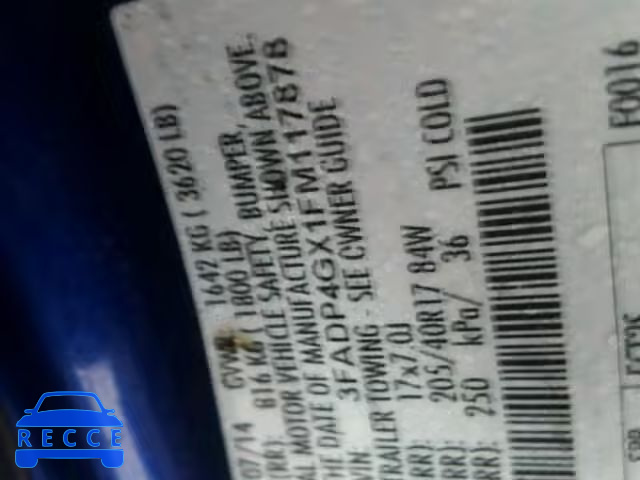 07/14 GVWR 1642 KG ( 3620 LB)
RR): 816 KG ( 1800 LB)
AL MOTOR VEHICLE SAFETY, BUMPER,
HE DATE OF MANUFACTURE SHOWN ABOVE.
VIN: 3FADP4GX1FM117878
TRAILER TOWING - SEE OWNER GUIDE
RR): 17x7.0J
RR): 205/40R17 84W
RR): 250 kPa/ 36 PSI COLD
F0016
RECCE